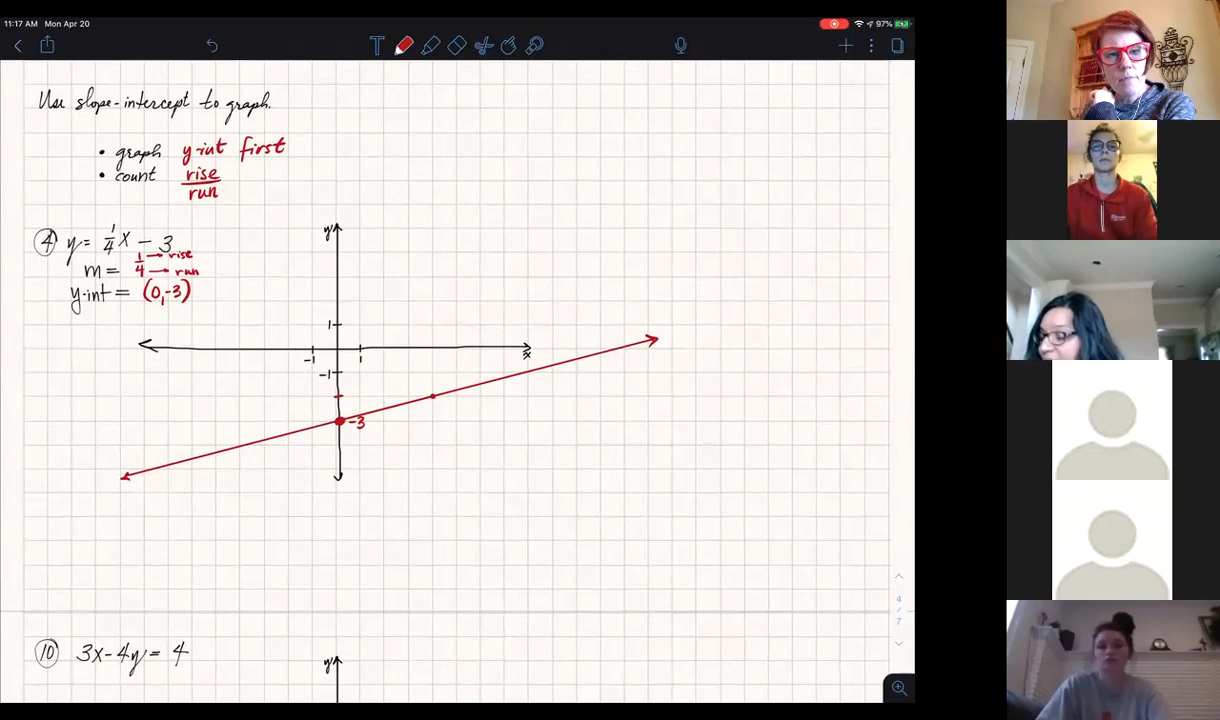 11:17 AM Mon Apr 20
97%
Use slope-intercept to graph.
• graph y-int first
• count rise
run
④ y = 1/4 x - 3
m = 1/4 → rise
→ run
y-int = (0,-3)
y
1
-1 1 x
-1
-3
4
/
7
⑩ 3x-4y = 4
y